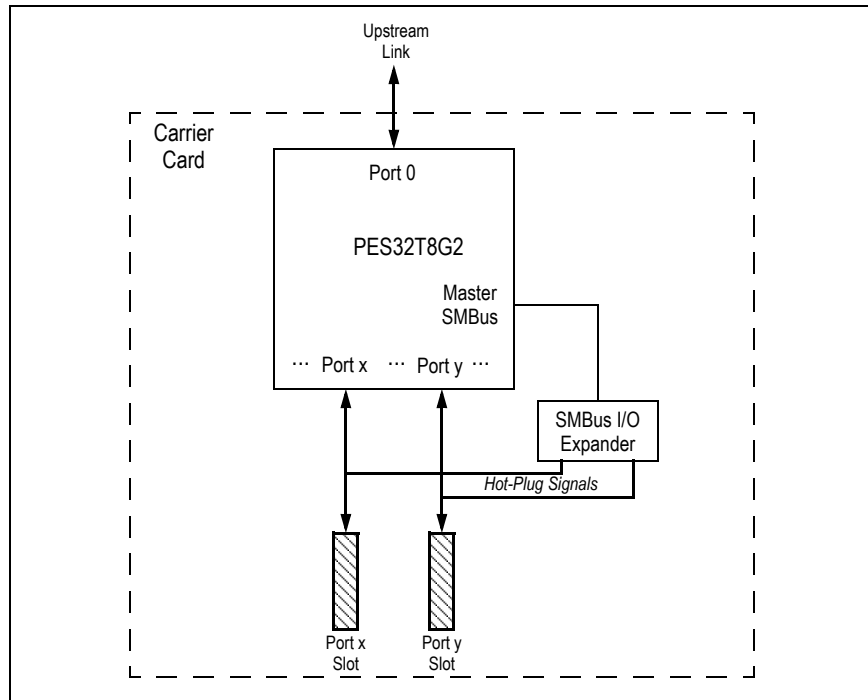 Upstream
Link
Carrier
Card
Port 0
PES32T8G2
Master
SMBus
··· Port x ··· Port y ···
SMBus I/O
Expander
Hot-Plug Signals
Port x
Slot
Port y
Slot